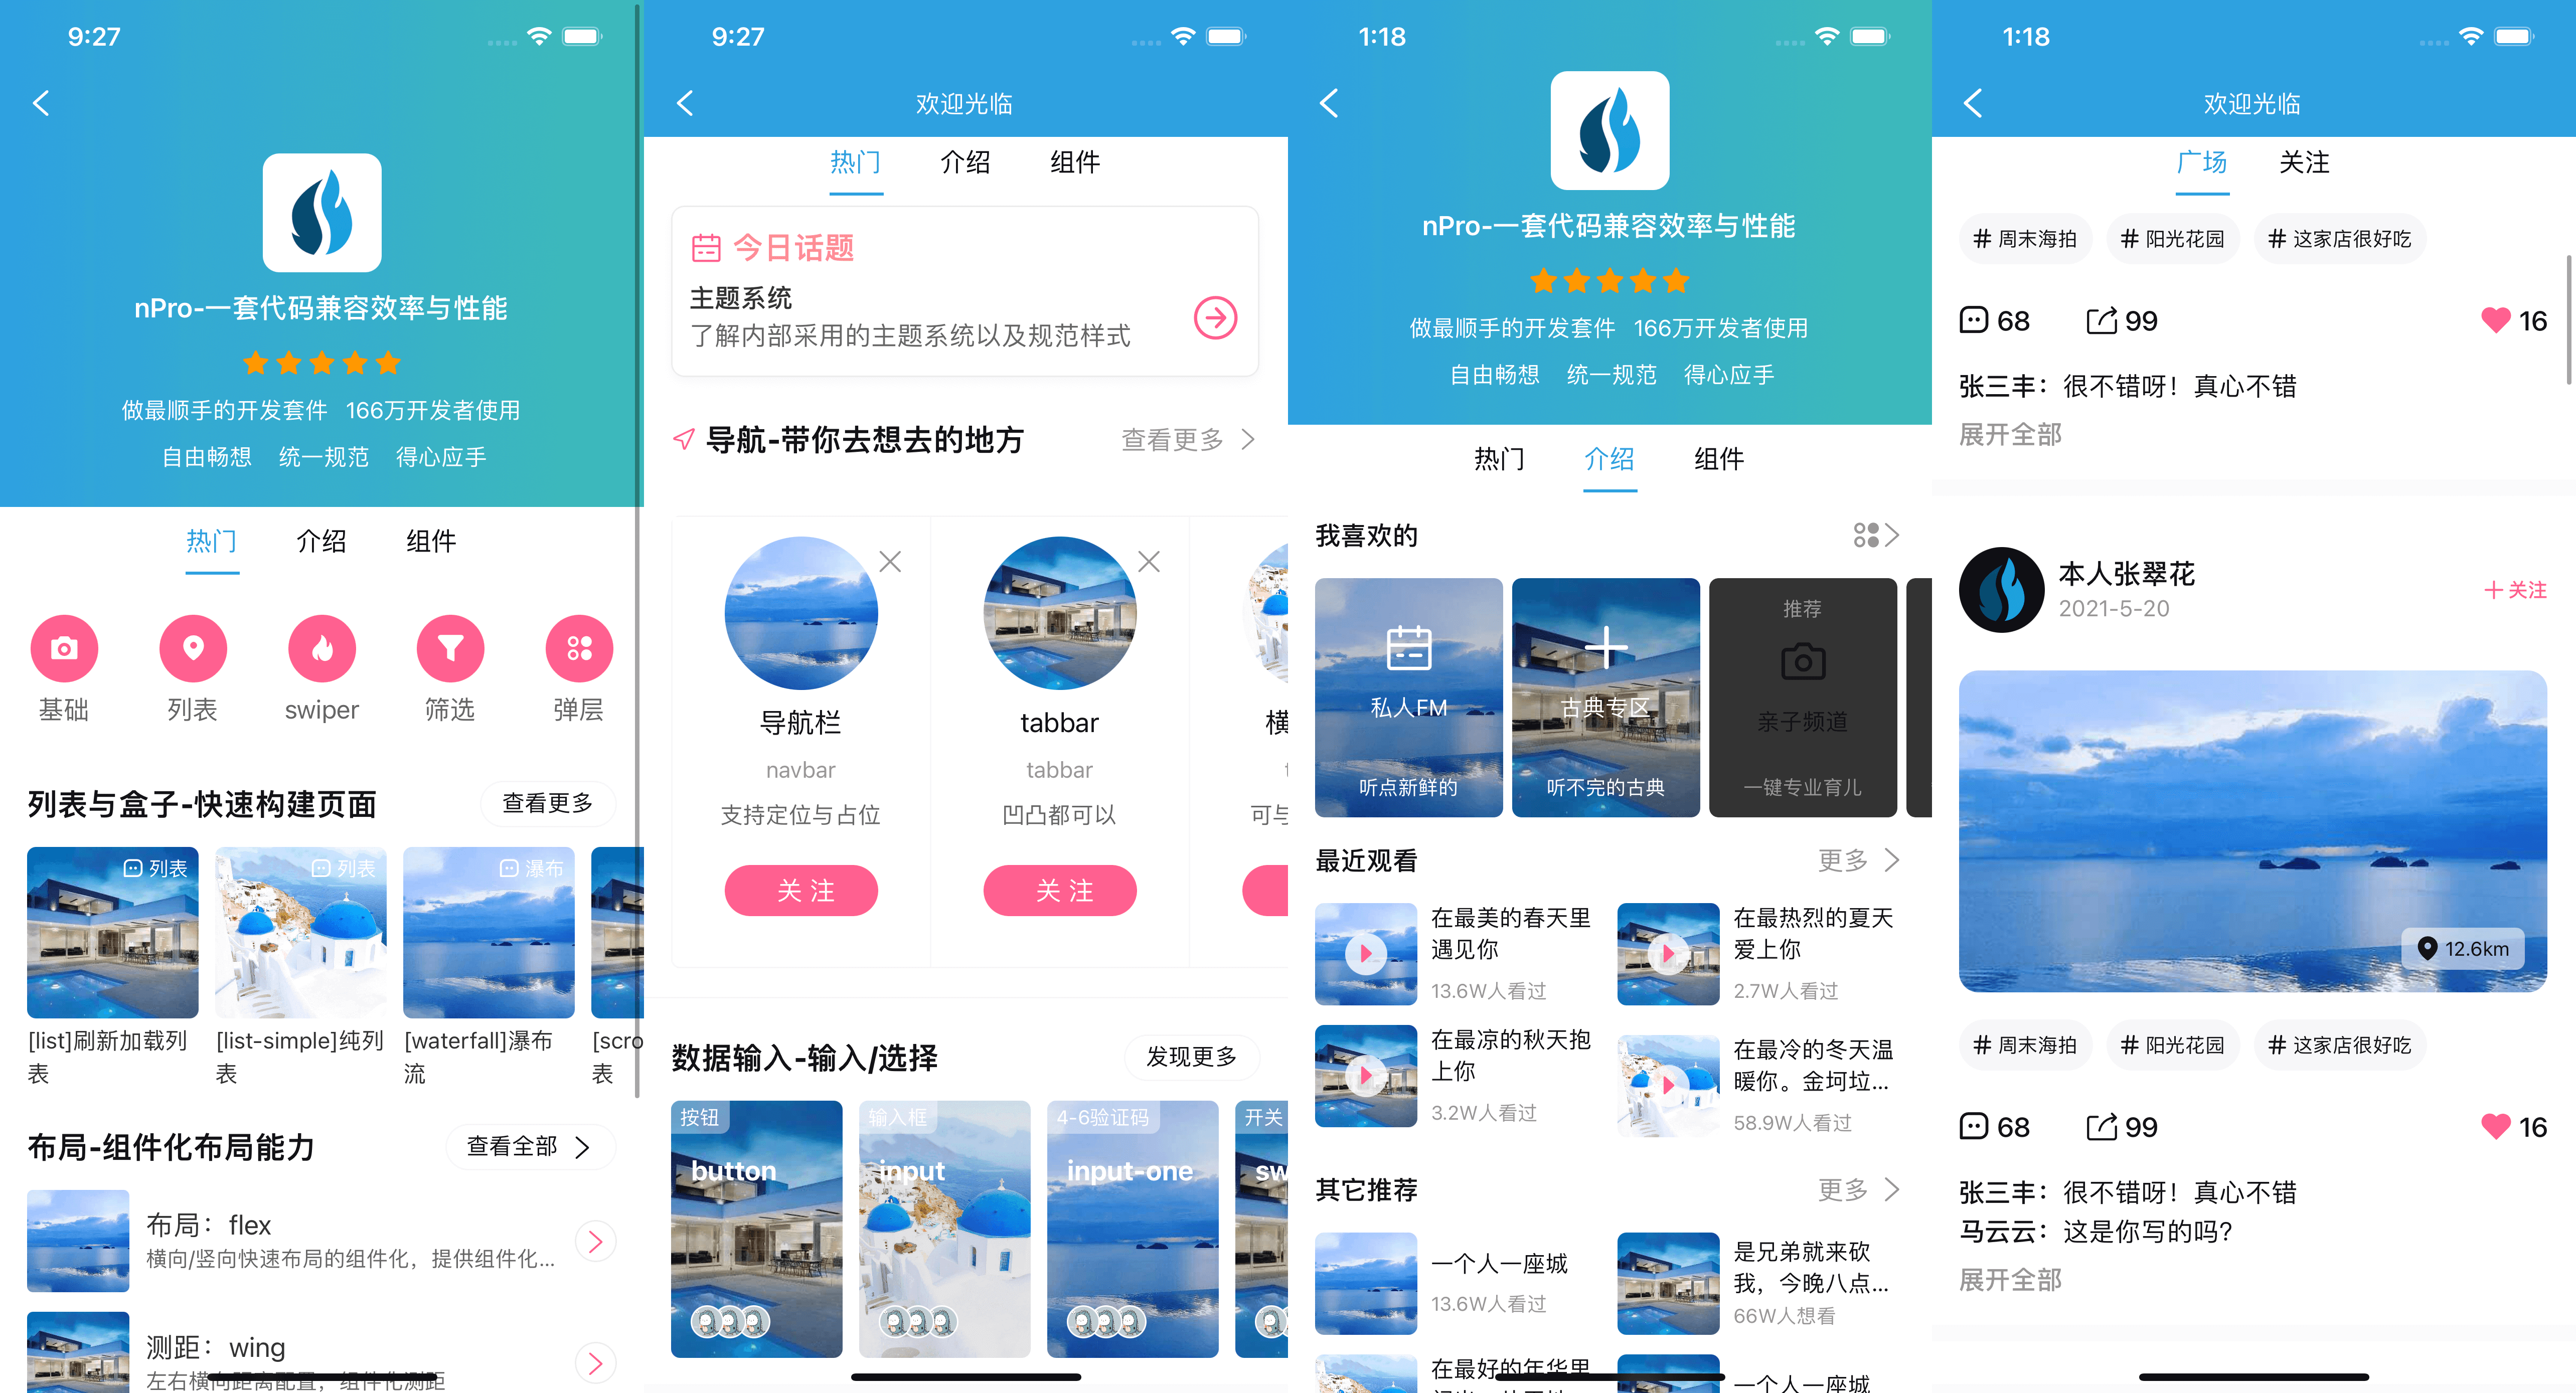 9:27
nPro-一套代码兼容效率与性能
做最顺手的开发套件 166万开发者使用
自由畅想 统一规范 得心应手
热门 介绍 组件
基础 列表 swiper 筛选 弹层
列表与盒子-快速构建页面 查看更多
列表 列表 瀑布
[list]刷新加载列 [list-simple]纯列 [waterfall]瀑布 [scro
表 表 流 表
布局-组件化布局能力 查看全部
布局：flex
横向/竖向快速布局的组件化，提供组件化...
测距：wing
左右横向距离配置，组件化测距
9:27
欢迎光临
热门 介绍 组件
今日话题
主题系统
了解内部采用的主题系统以及规范样式
导航-带你去想去的地方 查看更多
导航栏 tabbar 横
navbar tabbar
支持定位与占位 凹凸都可以 可与
关注 关注
数据输入-输入/选择 发现更多
按钮 输入框 4-6验证码 开关
button input input-one sw
1:18
nPro-一套代码兼容效率与性能
做最顺手的开发套件 166万开发者使用
自由畅想 统一规范 得心应手
热门 介绍 组件
我喜欢的
推荐
私人FM 古典专区 亲子频道
听点新鲜的 听不完的古典 一键专业育儿
最近观看 更多
在最美的春天里 在最热烈的夏天
遇见你 爱上你
13.6W人看过 2.7W人看过
在最凉的秋天抱 在最冷的冬天温
上你 暖你。金坷垃...
3.2W人看过 58.9W人看过
其它推荐 更多
一个人一座城 是兄弟就来砍
我，今晚八点...
13.6W人看过 66W人想看
在最好的年华里 一个人一座城
1:18
欢迎光临
广场 关注
# 周末海拍 # 阳光花园 # 这家店很好吃
68 99 16
张三丰：很不错呀！真心不错
展开全部
本人张翠花
2021-5-20
关注
12.6km
# 周末海拍 # 阳光花园 # 这家店很好吃
68 99 16
张三丰：很不错呀！真心不错
马云云：这是你写的吗？
展开全部